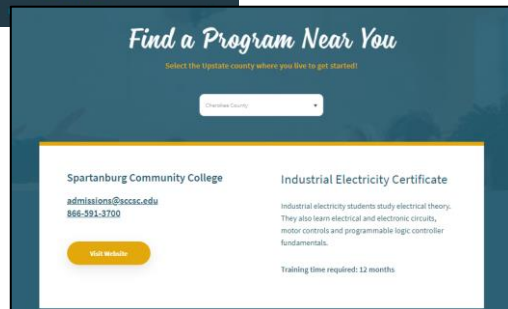 Find a Program Near You
Select the Upstate county where you live to get started!
Cherokee County
Spartanburg Community College
admissions@sccsc.edu
866-591-3700
Visit Website
Industrial Electricity Certificate
Industrial electricity students study electrical theory.
They also learn electrical and electronic circuits,
motor controls and programmable logic controller
fundamentals.
Training time required: 12 months